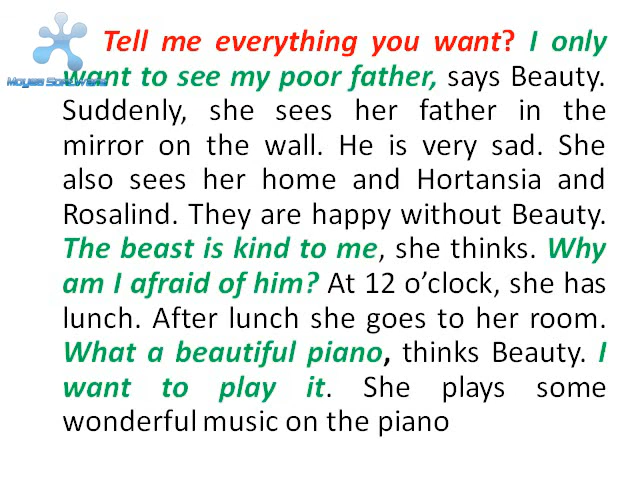 Tell me everything you want? I only
want to see my poor father, says Beauty.
Suddenly, she sees her father in the
mirror on the wall. He is very sad. She
also sees her home and Hortansia and
Rosalind. They are happy without Beauty.
The beast is kind to me, she thinks. Why
am I afraid of him? At 12 o’clock, she has
lunch. After lunch she goes to her room.
What a beautiful piano, thinks Beauty. I
want to play it. She plays some
wonderful music on the piano